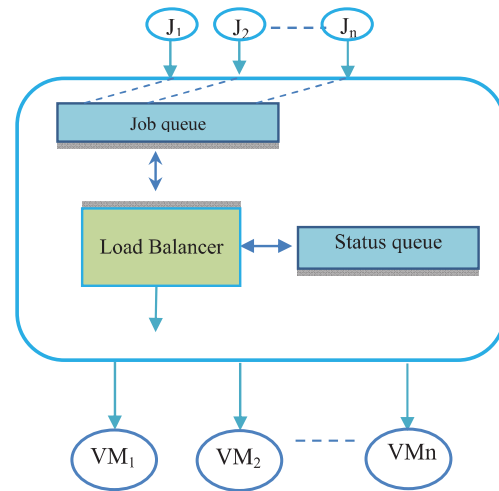 J₁ J₂ Jₙ
Job queue
Load Balancer
Status queue
VM₁ VM₂ VMn